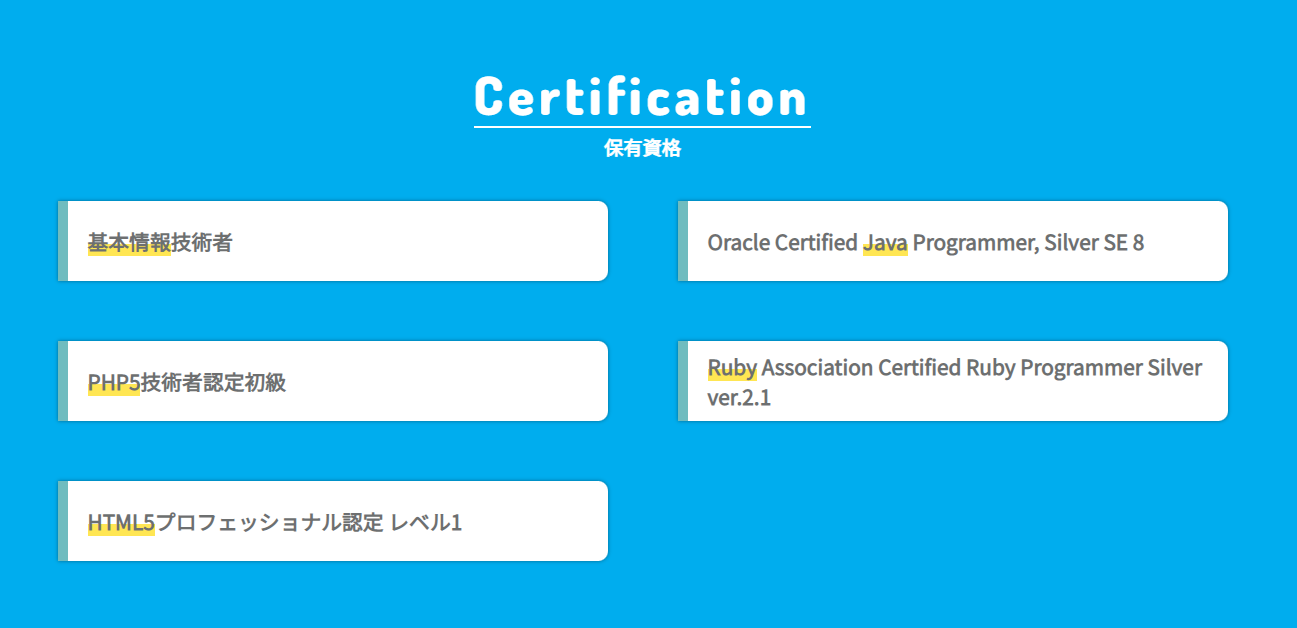 Certification
保有資格
基本情報技術者
Oracle Certified Java Programmer, Silver SE 8
PHP5技術者認定初級
Ruby Association Certified Ruby Programmer Silver
ver.2.1
HTML5プロフェッショナル認定 レベル1